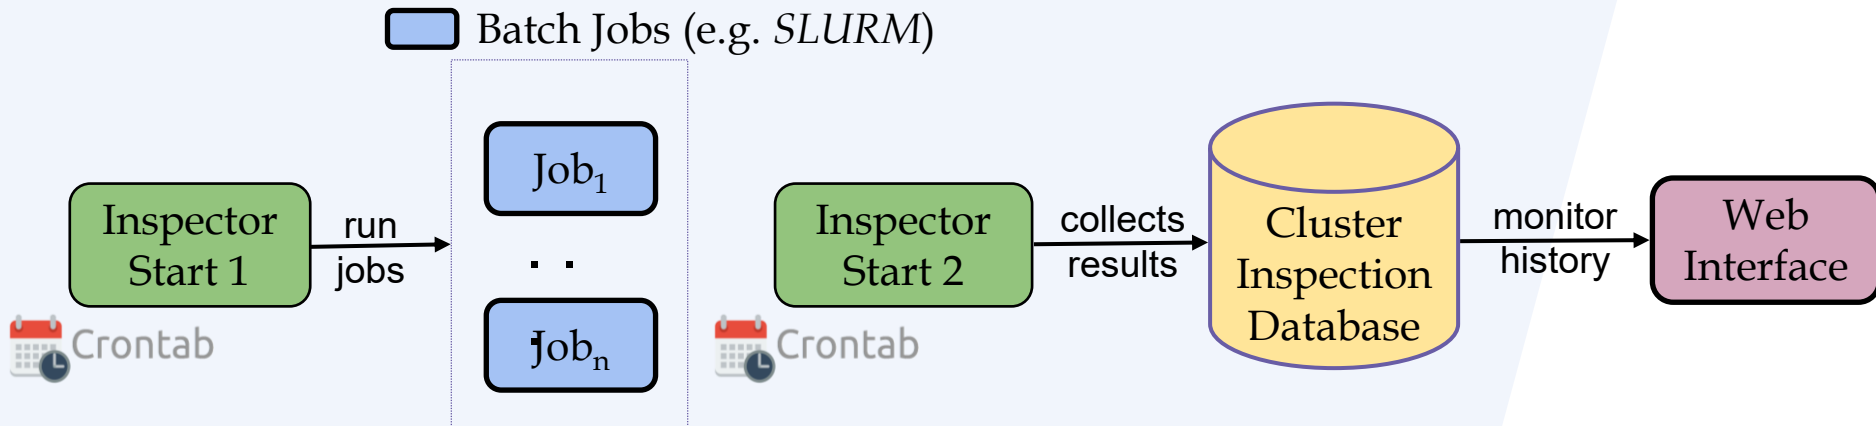 Batch Jobs (e.g. SLURM)
Inspector
Start 1
Crontab
run
jobs
Job₁
. .
.
Jobₙ
Inspector
Start 2
Crontab
collects
results
Cluster
Inspection
Database
monitor
history
Web
Interface